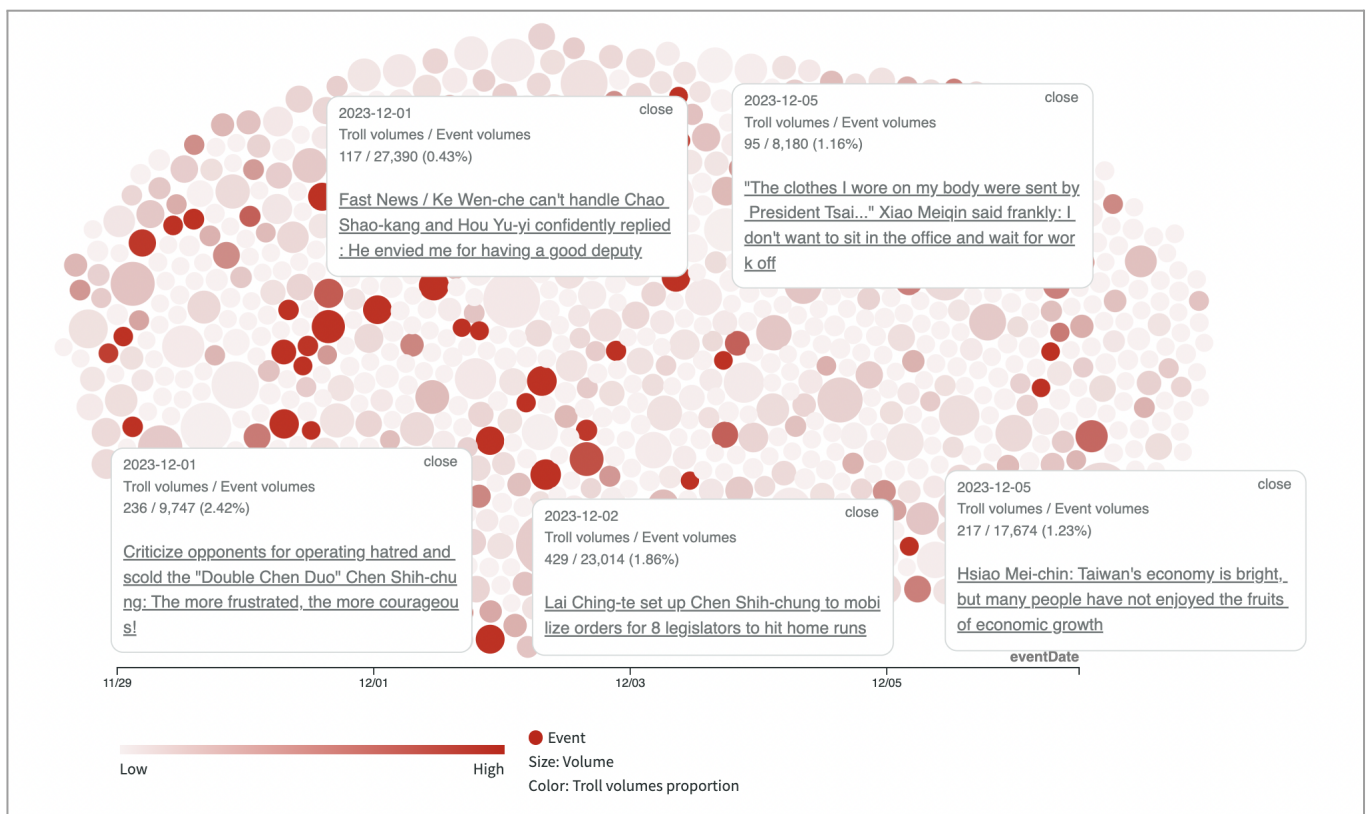 2023-12-01 close
Troll volumes / Event volumes
117 / 27,390 (0.43%)
Fast News / Ke Wen-che can't handle Chao
Shao-kang and Hou Yu-yi confidently replied
: He envied me for having a good deputy
2023-12-05 close
Troll volumes / Event volumes
95 / 8,180 (1.16%)
"The clothes I wore on my body were sent by
President Tsai..." Xiao Meiqin said frankly: I
don't want to sit in the office and wait for wor
k off
2023-12-01 close
Troll volumes / Event volumes
236 / 9,747 (2.42%)
Criticize opponents for operating hatred and
scold the "Double Chen Duo" Chen Shih-chu
ng: The more frustrated, the more courageou
s!
2023-12-02 close
Troll volumes / Event volumes
429 / 23,014 (1.86%)
Lai Ching-te set up Chen Shih-chung to mobi
lize orders for 8 legislators to hit home runs
2023-12-05 close
Troll volumes / Event volumes
217 / 17,674 (1.23%)
Hsiao Mei-chin: Taiwan's economy is bright,
but many people have not enjoyed the fruits
of economic growth
eventDate
11/29 12/01 12/03 12/05
Low High
Event
Size: Volume
Color: Troll volumes proportion